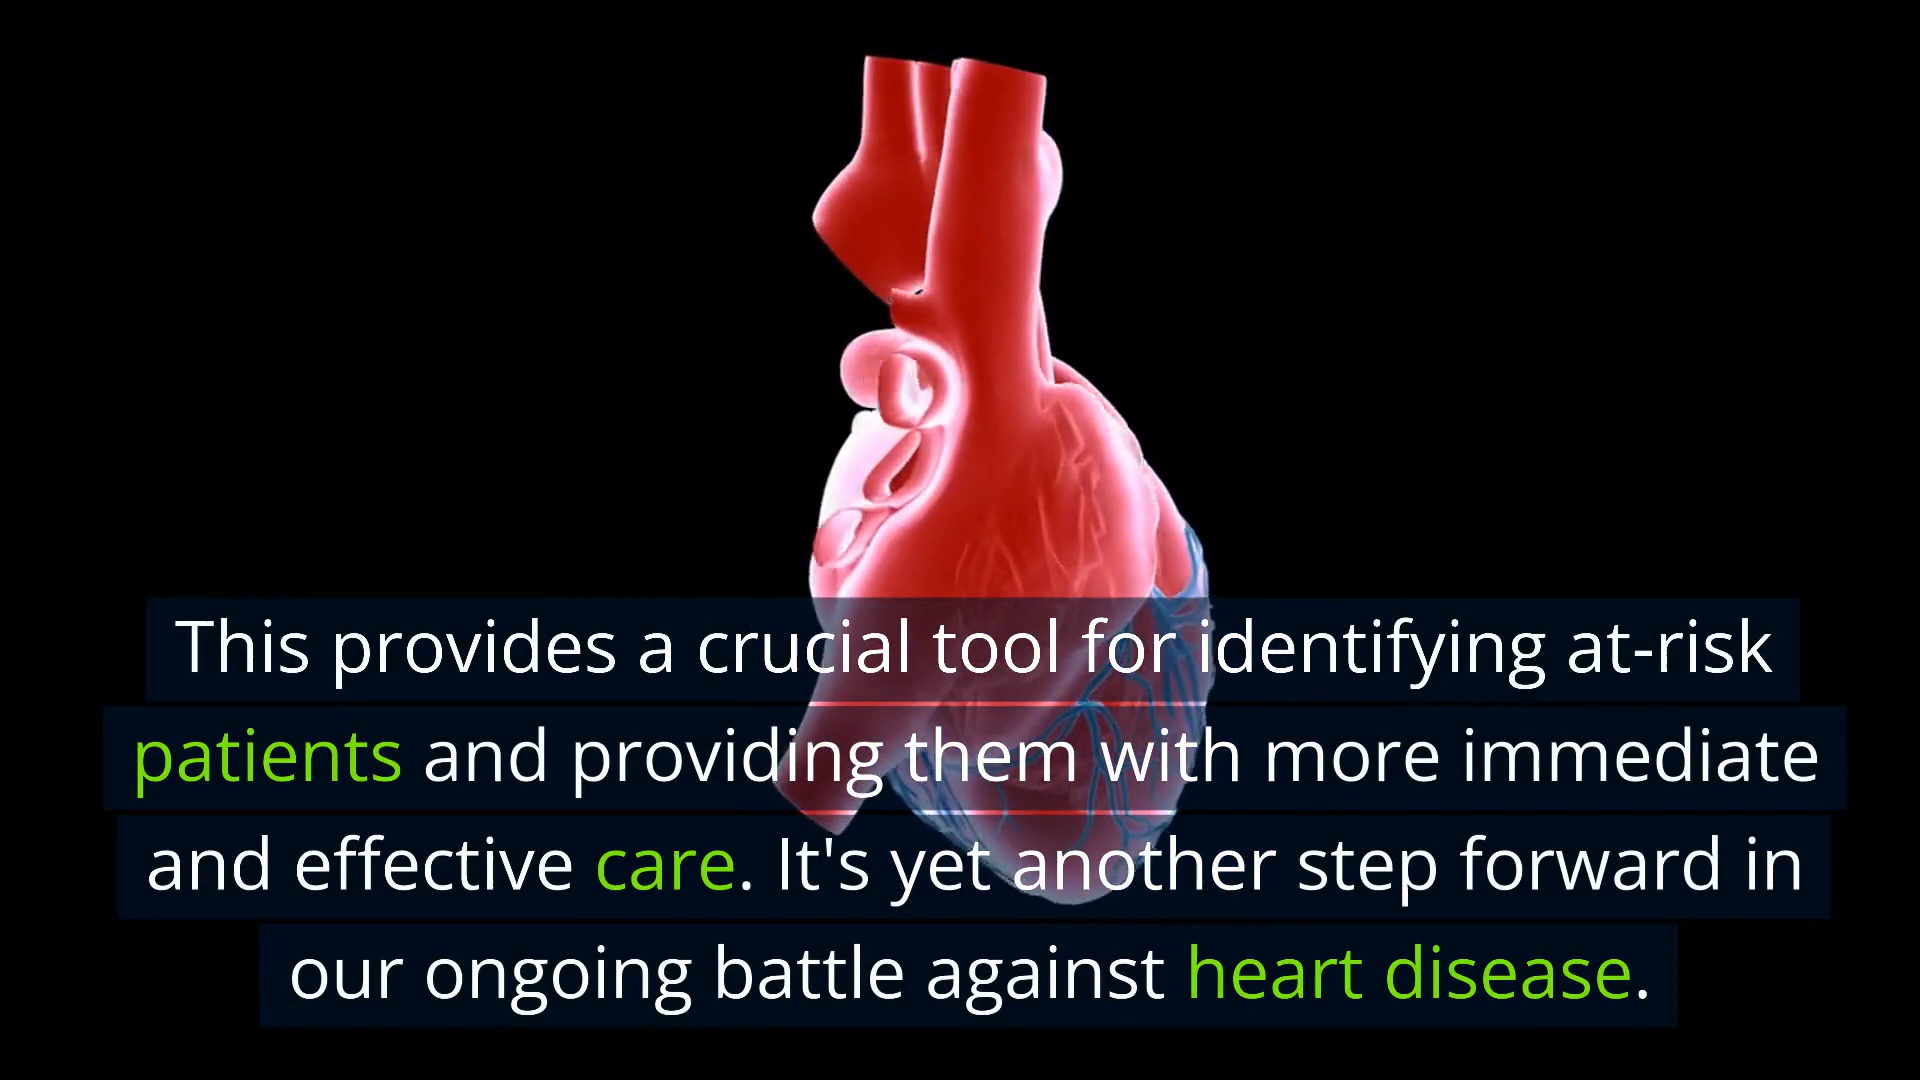 This provides a crucial tool for identifying at-risk
patients and providing them with more immediate
and effective care. It's yet another step forward in
our ongoing battle against heart disease.